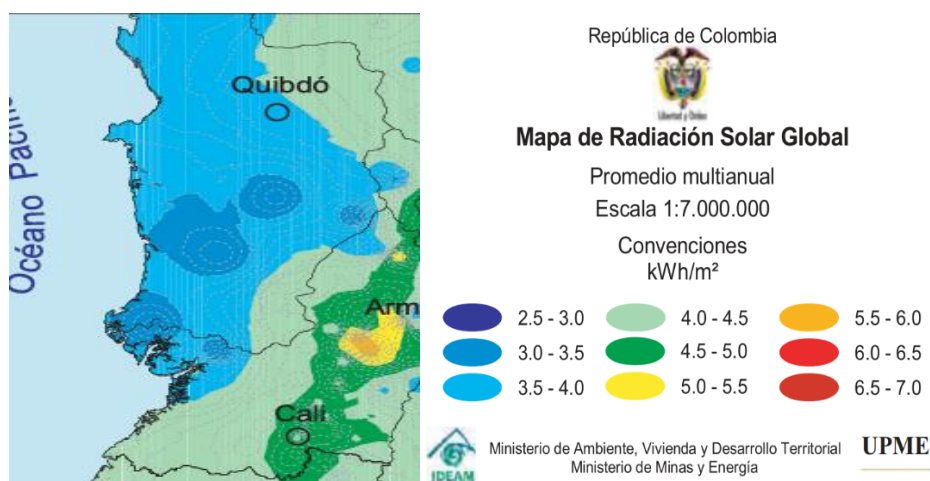 Quibdó
Océano Pacífic
Arm
Cali
República de Colombia
Libertad y Orden
Mapa de Radiación Solar Global
Promedio multianual
Escala 1:7.000.000
Convenciones
kWh/m²
2.5 - 3.0
4.0 - 4.5
5.5 - 6.0
3.0 - 3.5
4.5 - 5.0
6.0 - 6.5
3.5 - 4.0
5.0 - 5.5
6.5 - 7.0
IDEAM
Ministerio de Ambiente, Vivienda y Desarrollo Territorial
Ministerio de Minas y Energía
UPME